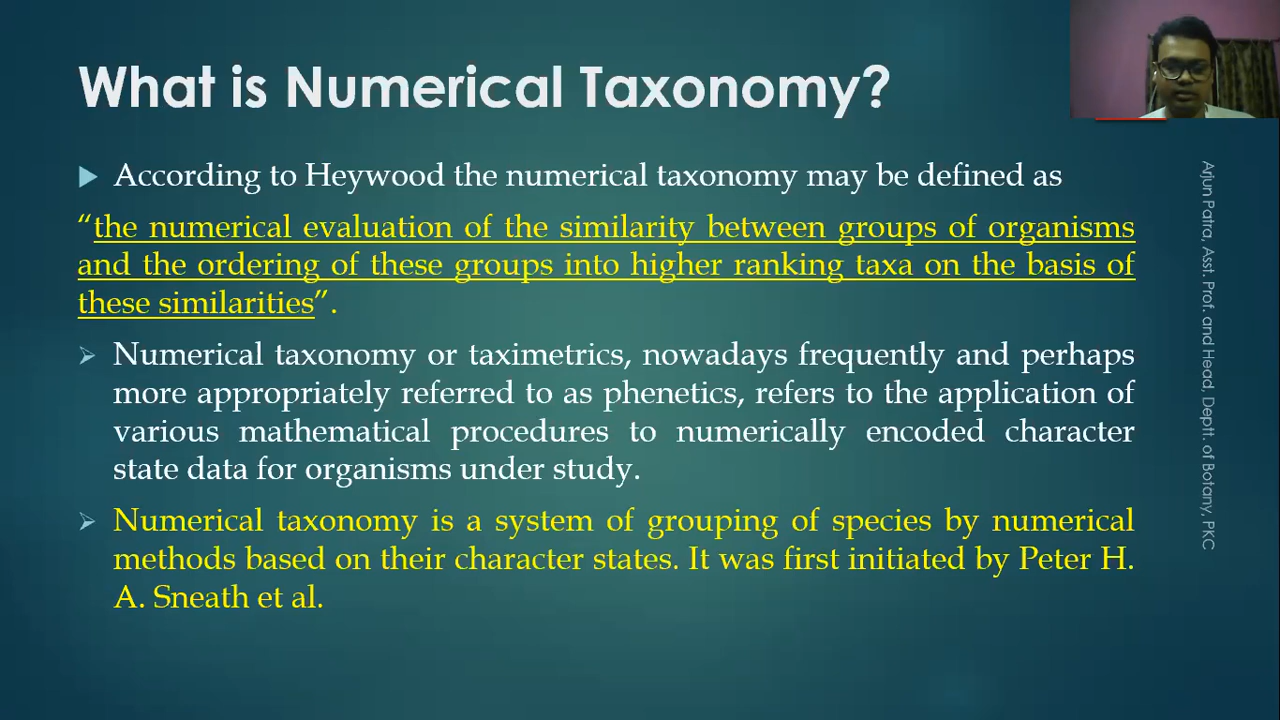 What is Numerical Taxonomy?
According to Heywood the numerical taxonomy may be defined as
“the numerical evaluation of the similarity between groups of organisms
and the ordering of these groups into higher ranking taxa on the basis of
these similarities”.
Numerical taxonomy or taximetrics, nowadays frequently and perhaps
more appropriately referred to as phenetics, refers to the application of
various mathematical procedures to numerically encoded character
state data for organisms under study.
Numerical taxonomy is a system of grouping of species by numerical
methods based on their character states. It was first initiated by Peter H.
A. Sneath et al.
Arjun Patra, Asst. Prof. and Head, Deptt. of Botany, PKC